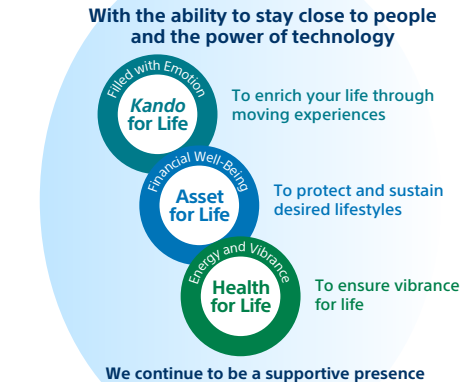 With the ability to stay close to people
and the power of technology
Filled with Emotion
Kando
for Life
To enrich your life through
moving experiences
Financial Well-Being
Asset
for Life
To protect and sustain
desired lifestyles
Energy and Vibrance
Health
for Life
To ensure vibrance
for life
We continue to be a supportive presence